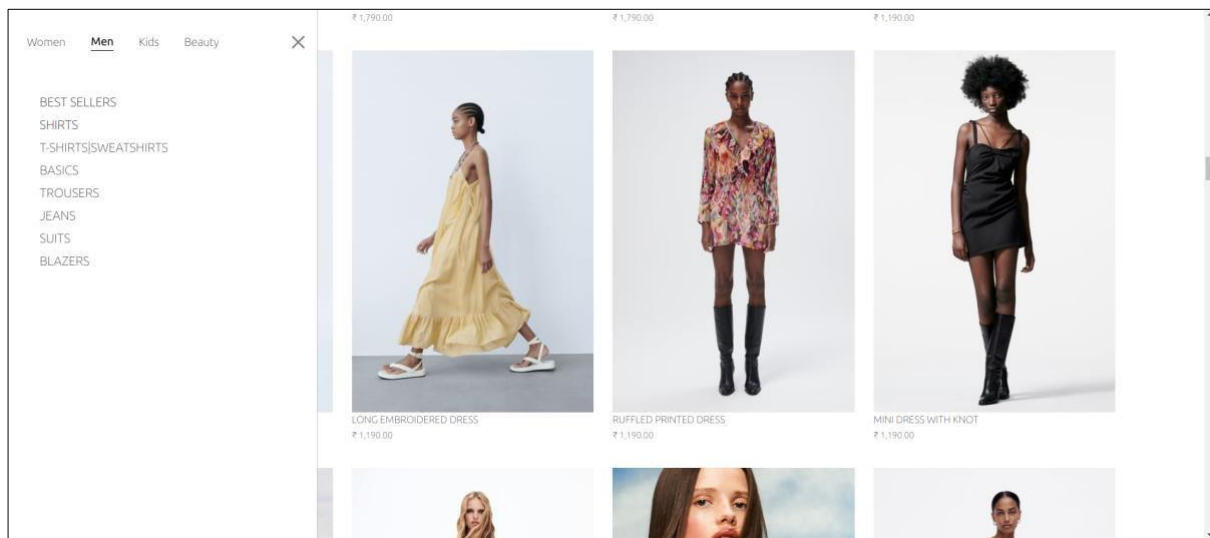 ₹ 1,790.00 ₹ 1,790.00 ₹ 1,190.00
Women Men Kids Beauty
BEST SELLERS
SHIRTS
T-SHIRTS|SWEATSHIRTS
BASICS
TROUSERS
JEANS
SUITS
BLAZERS
LONG EMBROIDERED DRESS
₹ 1,190.00
RUFFLED PRINTED DRESS
₹ 1,190.00
MINI DRESS WITH KNOT
₹ 1,190.00